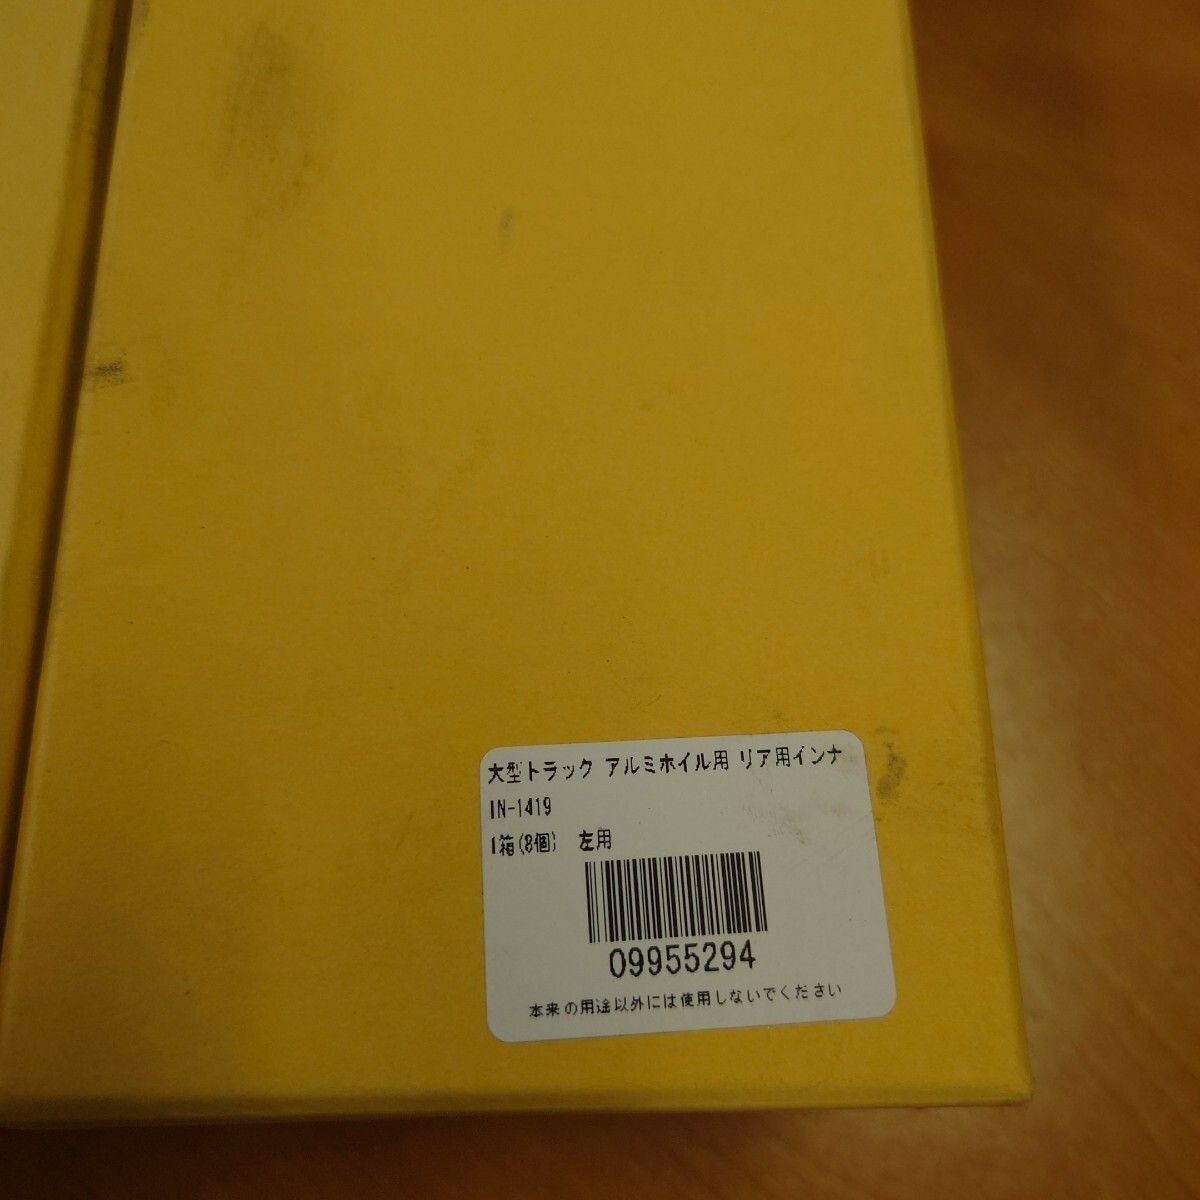 大型トラック アルミホイル用 リア用インナ
IN-1419
1箱(8個) 左用
09955294
本来の用途以外には使用しないでください